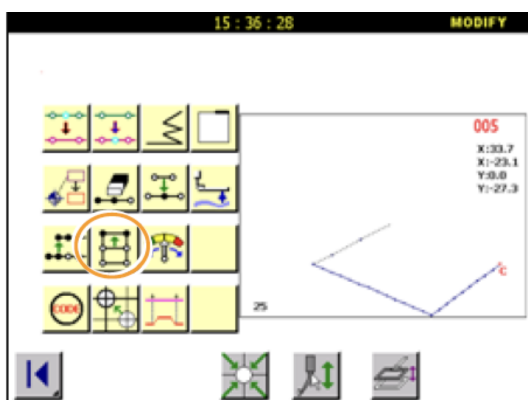 15 : 36 : 28
MODIFY
005
X:33.7
X:-23.1
Y:0.0
Y:-27.3
C
25
CODE